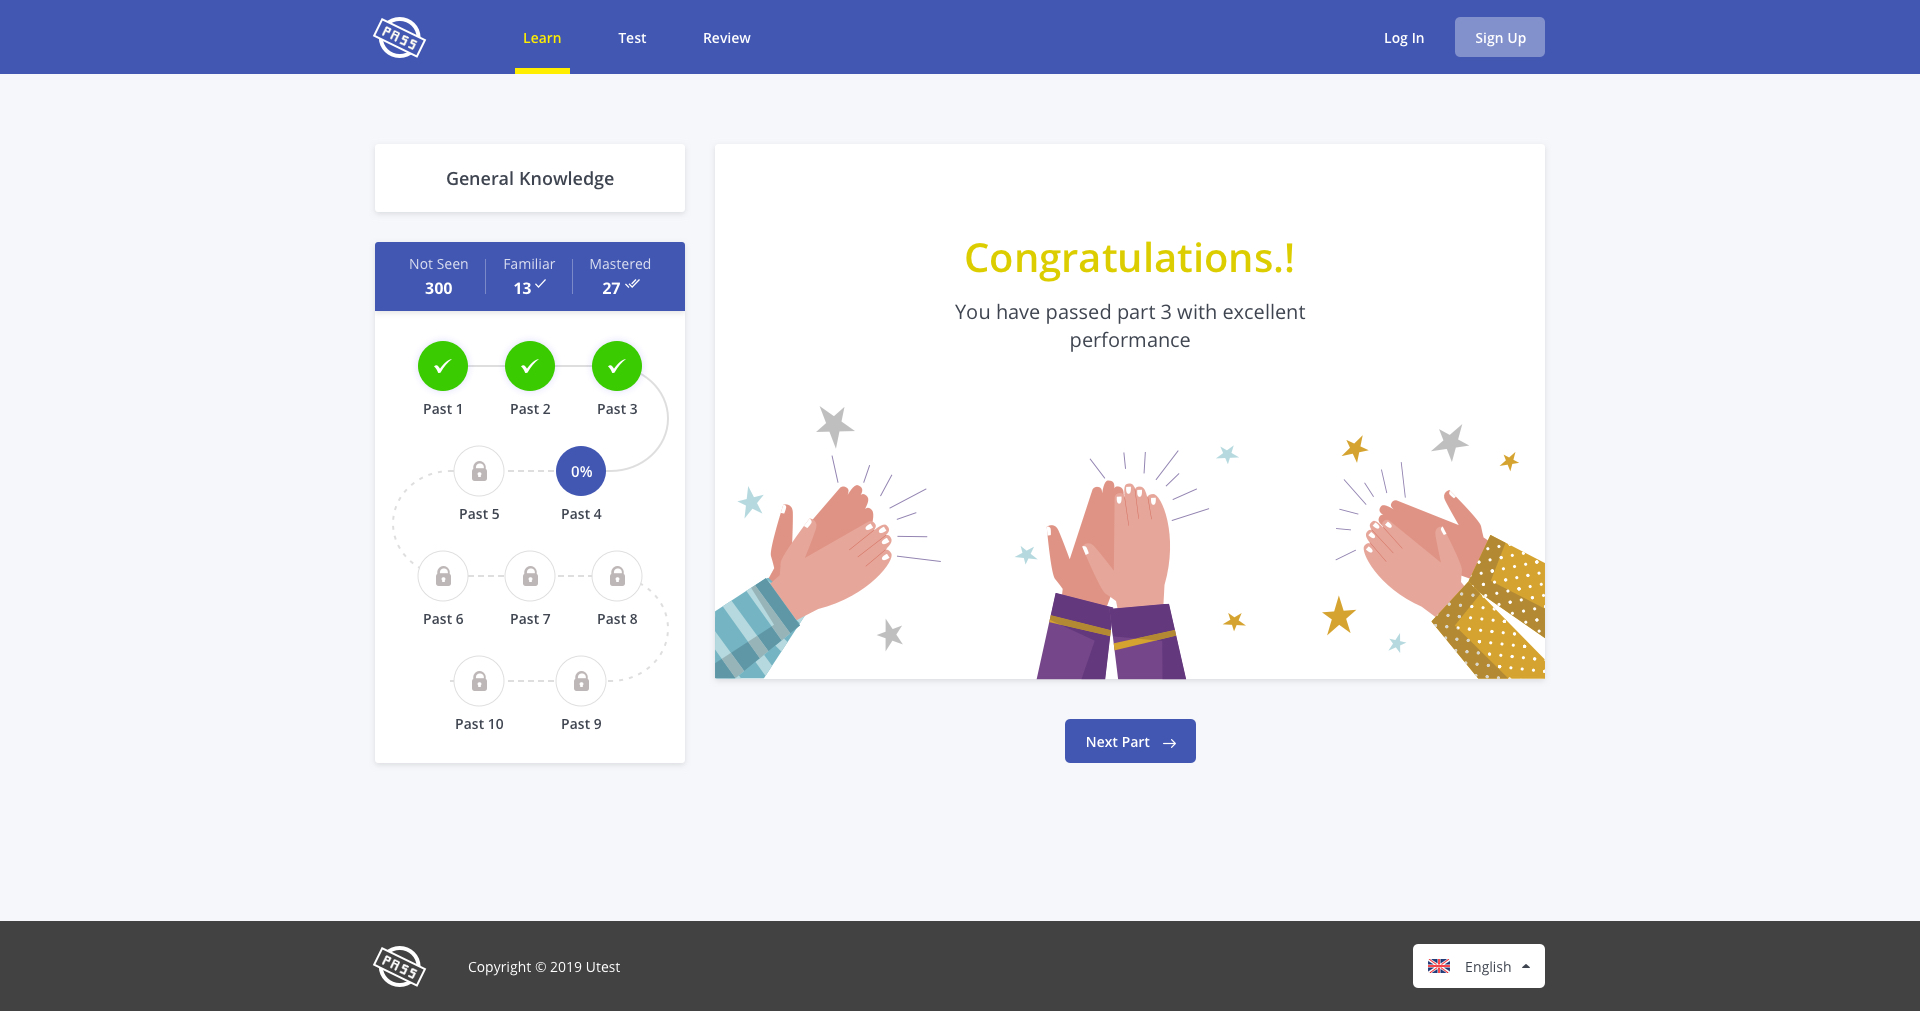 PASS
Learn
Test
Review
Log In
Sign Up
General Knowledge
Not Seen
Familiar
Mastered
300
13
27
Past 1
Past 2
Past 3
0%
Past 5
Past 4
Past 6
Past 7
Past 8
Past 10
Past 9
Congratulations.!
You have passed part 3 with excellent
performance
Next Part
PASS
Copyright © 2019 Utest
English